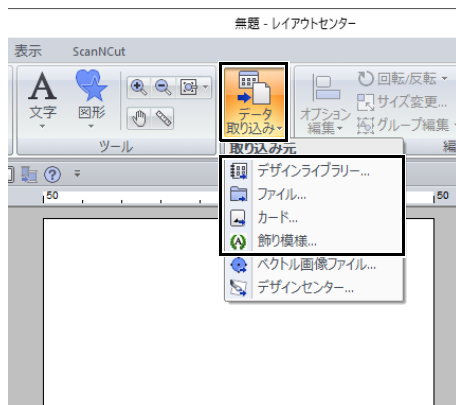 無題 - レイアウトセンター
表示 ScanNCut
文字
図形
ツール
データ
取り込み
オプション
編集
回転/反転
サイズ変更...
グループ編集
編
取り込み元
デザインライブラリー...
ファイル...
カード...
飾り模様...
ベクトル画像ファイル...
デザインセンター...
50
50